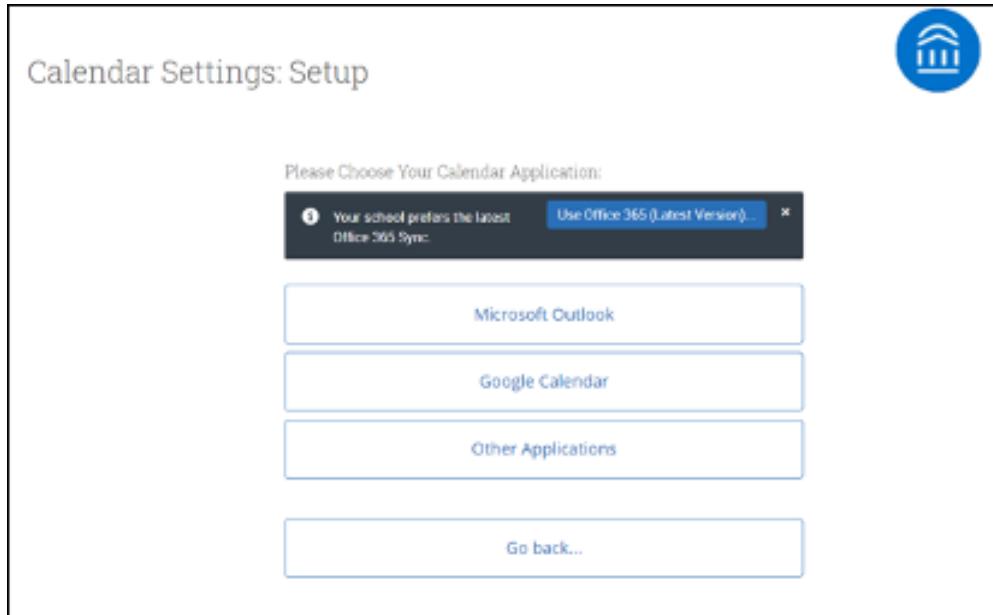 Calendar Settings: Setup
Please Choose Your Calendar Application:
Your school prefers the latest
Office 365 Sync.
Use Office 365 (Latest Version)...
×
Microsoft Outlook
Google Calendar
Other Applications
Go back...